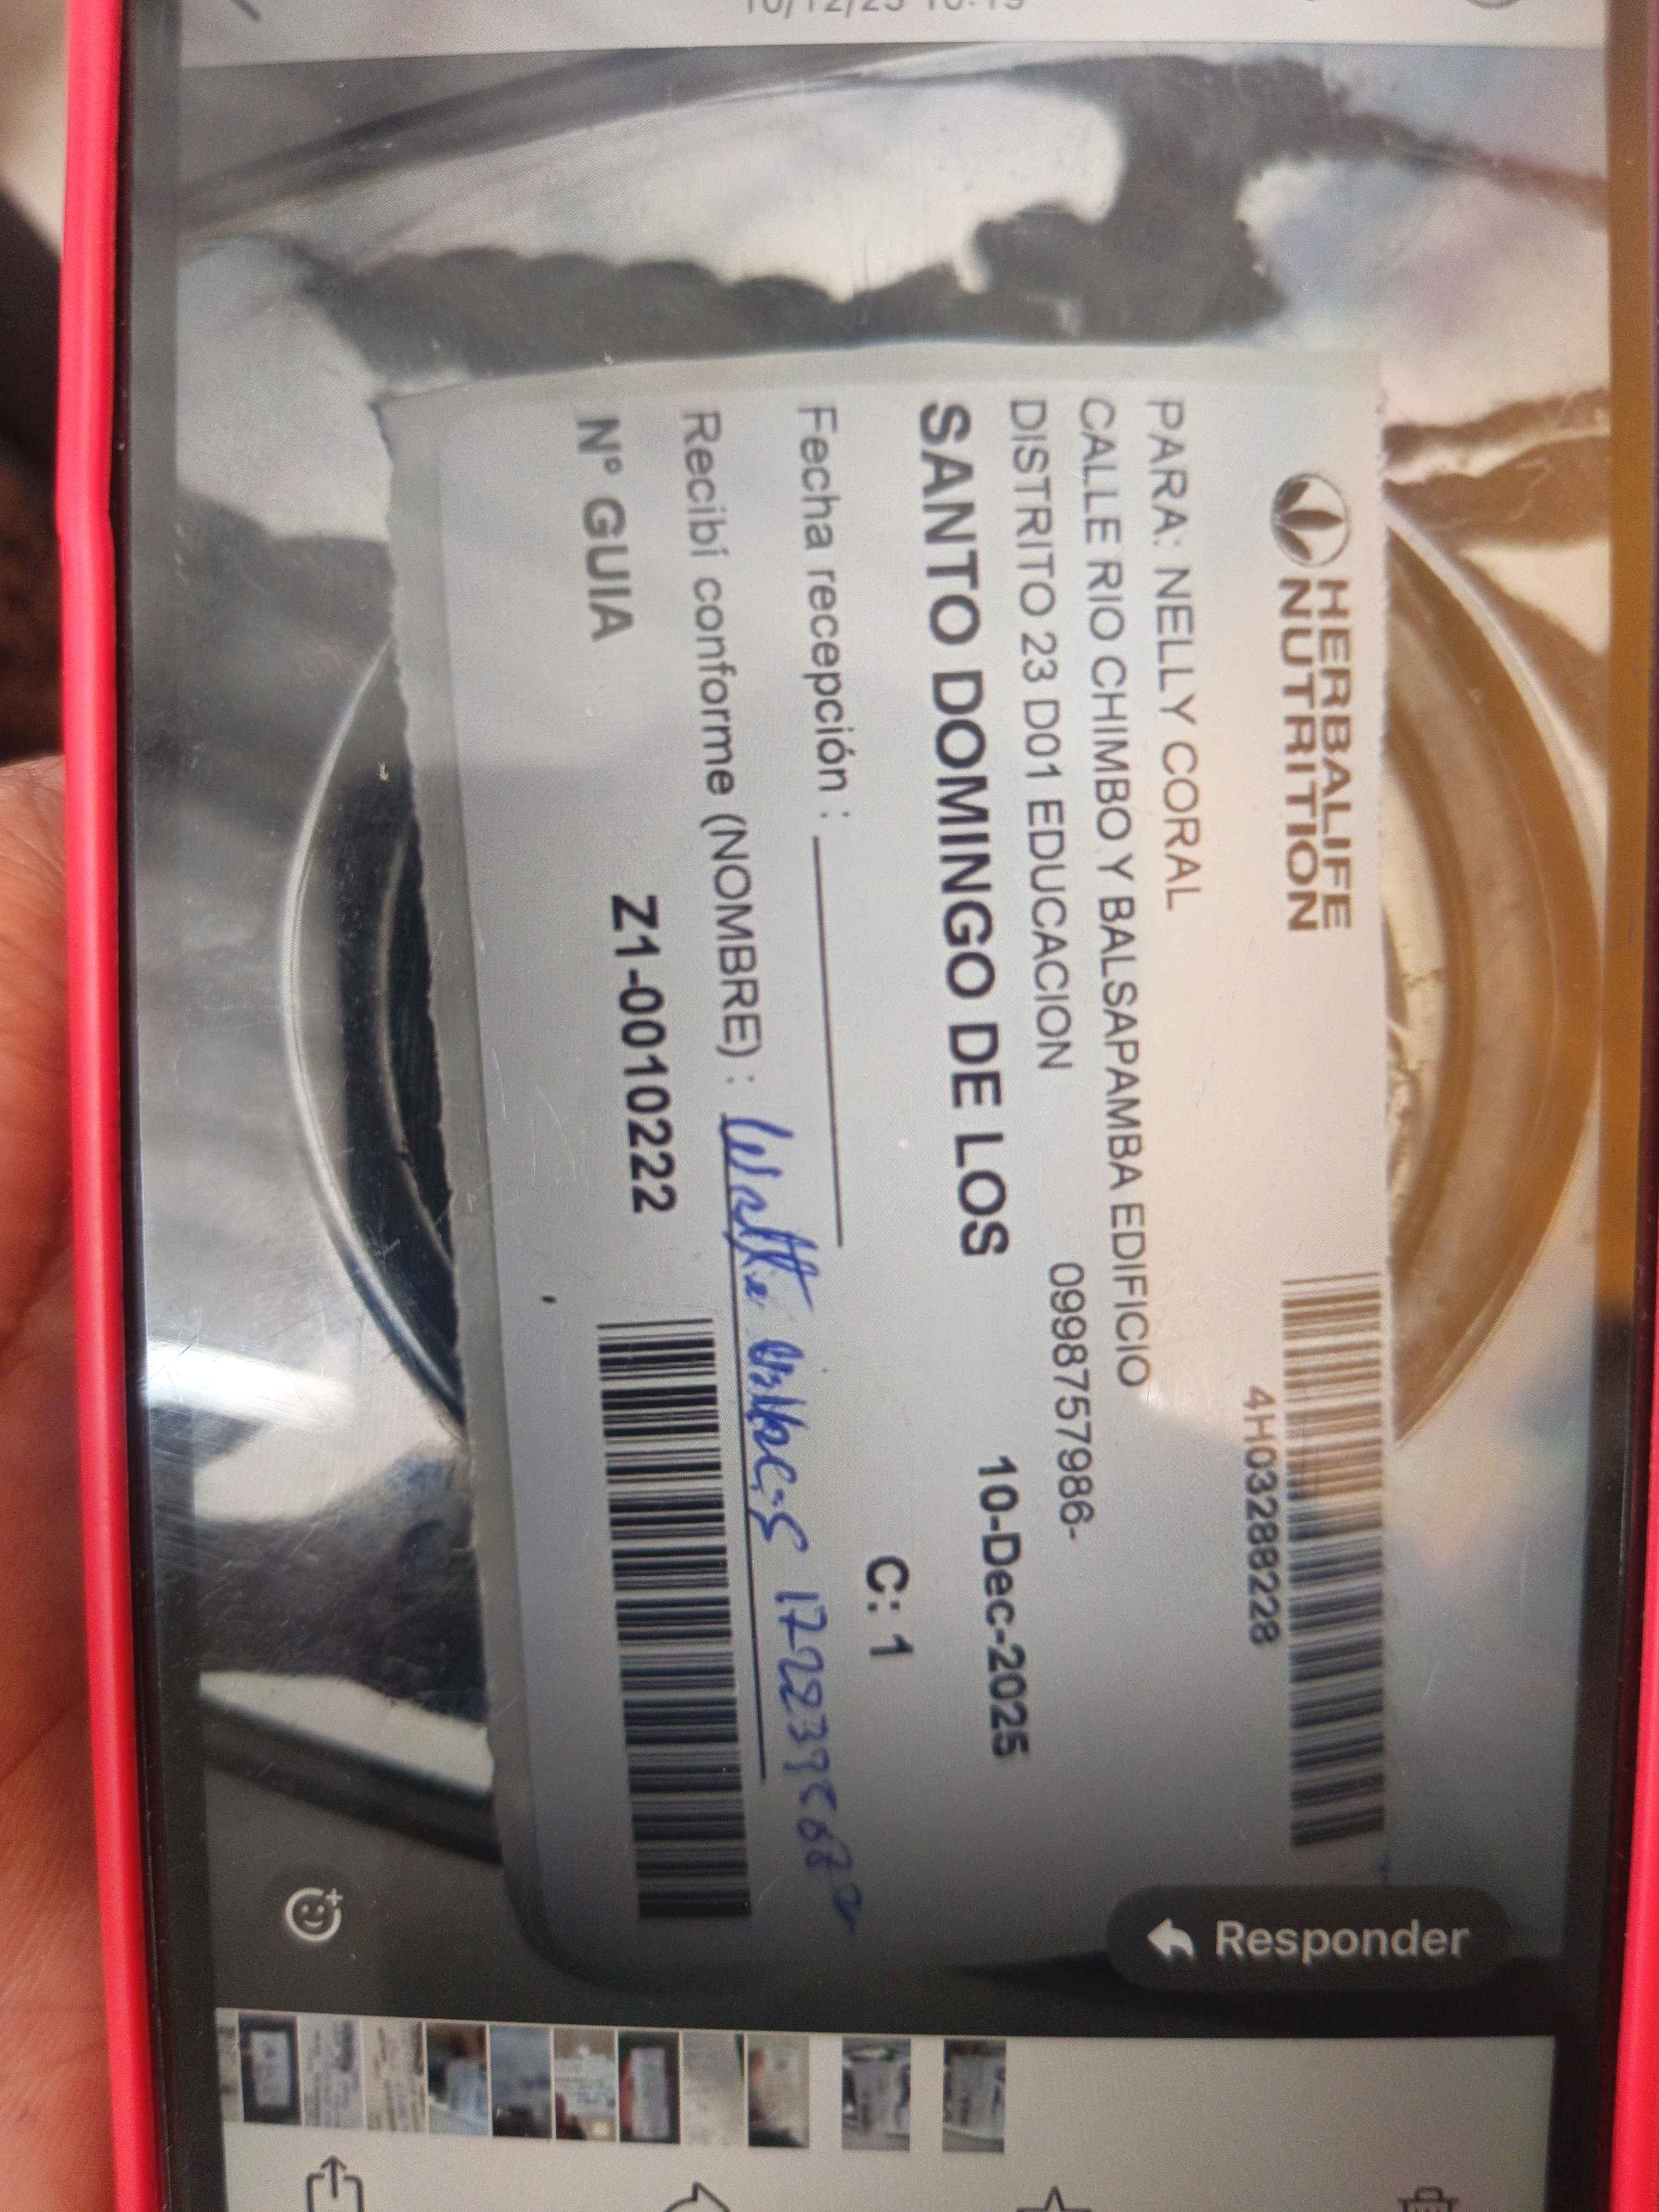 HERBALIFE
NUTRITION
4H03288228
PARA: NELLY CORAL
CALLE RIO CHIMBO Y BALSAPAMBA EDIFICIO
DISTRITO 23 D01 EDUCACION 0998757986-
SANTO DOMINGO DE LOS 10-Dec-2025
C: 1
Fecha recepción :
Recibí conforme (NOMBRE) :
Nº GUIA Z1-0010222
Responder